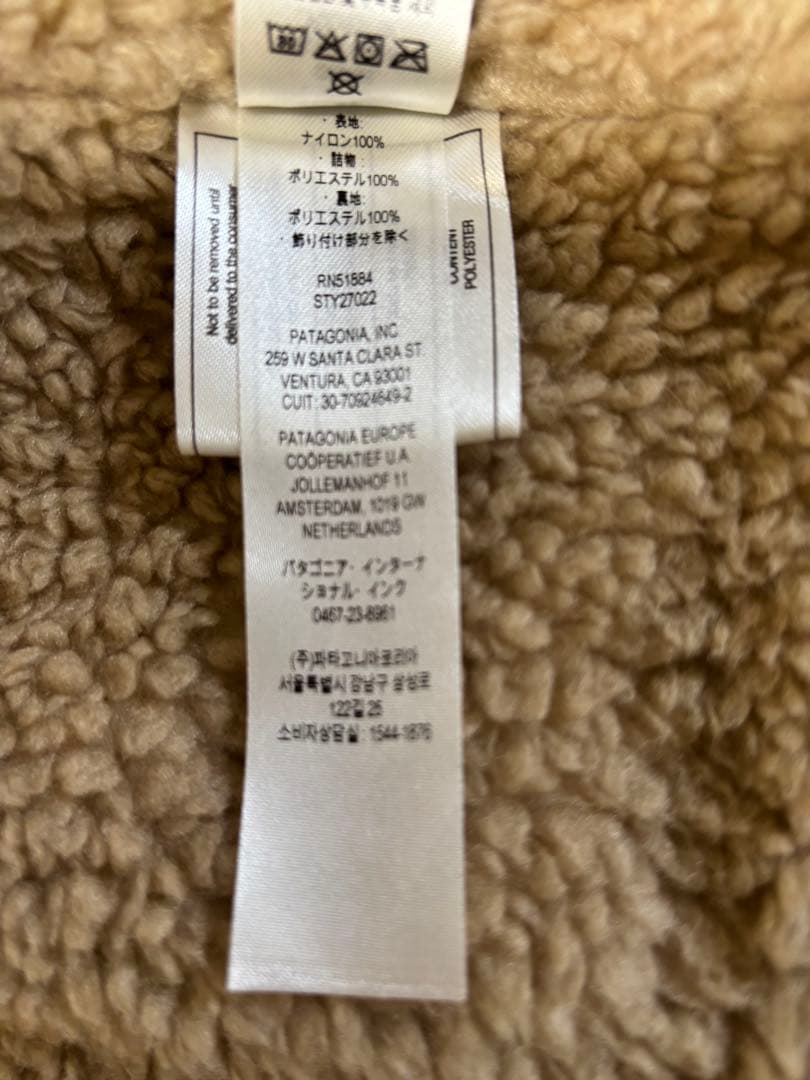 ・表地:
ナイロン100%
・詰物:
ポリエステル100%
・裏地:
ポリエステル100%
・飾り付け部分を除く
RN51884
STY27022
PATAGONIA, INC
259 W SANTA CLARA ST
VENTURA, CA 93001
CUIT: 30-70924649-2
PATAGONIA EUROPE
COÖPERATIEF U.A
JOLLEMANHOF 11
AMSTERDAM, 1019 GW
NETHERLANDS
パタゴニア・インターナ
ショナル・インク
0467-23-8961
(주)파타고니아코리아
서울특별시 강남구 삼성로
122길 25
소비자상담실: 1544-1876
Not to be removed until
delivered to the consumer
POLYESTER
30